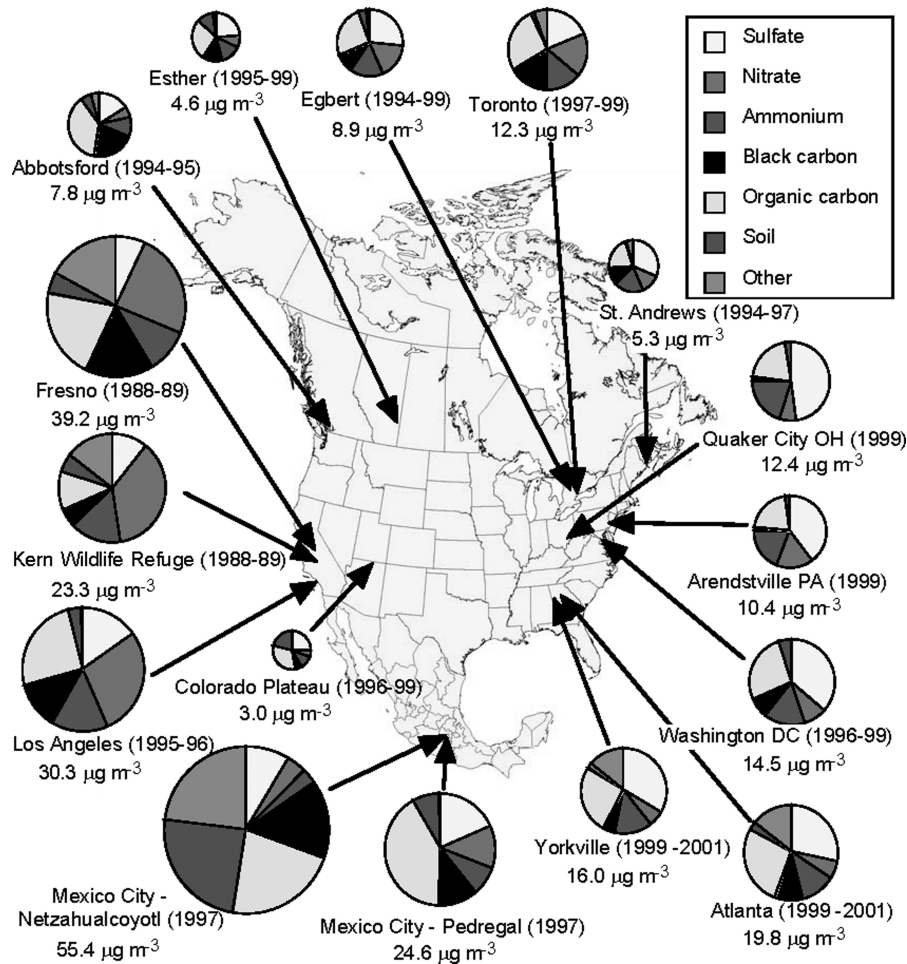 Esther (1995-99)
4.6 μg m-3
Egbert (1994-99)
8.9 μg m-3
Toronto (1997-99)
12.3 μg m-3
Sulfate
Nitrate
Ammonium
Black carbon
Organic carbon
Soil
Other
Abbotsford (1994-95)
7.8 μg m-3
St. Andrews (1994-97)
5.3 μg m-3
Fresno (1988-89)
39.2 μg m-3
Quaker City OH (1999)
12.4 μg m-3
Kern Wildlife Refuge (1988-89)
23.3 μg m-3
Arendstville PA (1999)
10.4 μg m-3
Colorado Plateau (1996-99)
3.0 μg m-3
Los Angeles (1995-96)
30.3 μg m-3
Washington DC (1996-99)
14.5 μg m-3
Yorkville (1999 -2001)
16.0 μg m-3
Mexico City -
Netzahualcoyotl (1997)
55.4 μg m-3
Mexico City - Pedregal (1997)
24.6 μg m-3
Atlanta (1999 -2001)
19.8 μg m-3